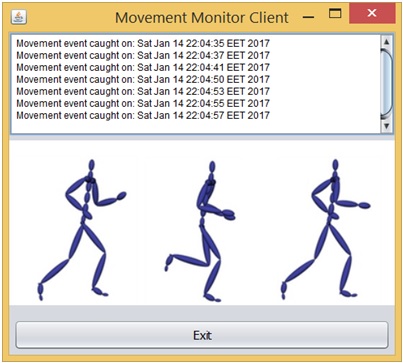 Movement Monitor Client
Movement event caught on: Sat Jan 14 22:04:35 EET 2017
Movement event caught on: Sat Jan 14 22:04:37 EET 2017
Movement event caught on: Sat Jan 14 22:04:41 EET 2017
Movement event caught on: Sat Jan 14 22:04:50 EET 2017
Movement event caught on: Sat Jan 14 22:04:53 EET 2017
Movement event caught on: Sat Jan 14 22:04:55 EET 2017
Movement event caught on: Sat Jan 14 22:04:57 EET 2017
Exit